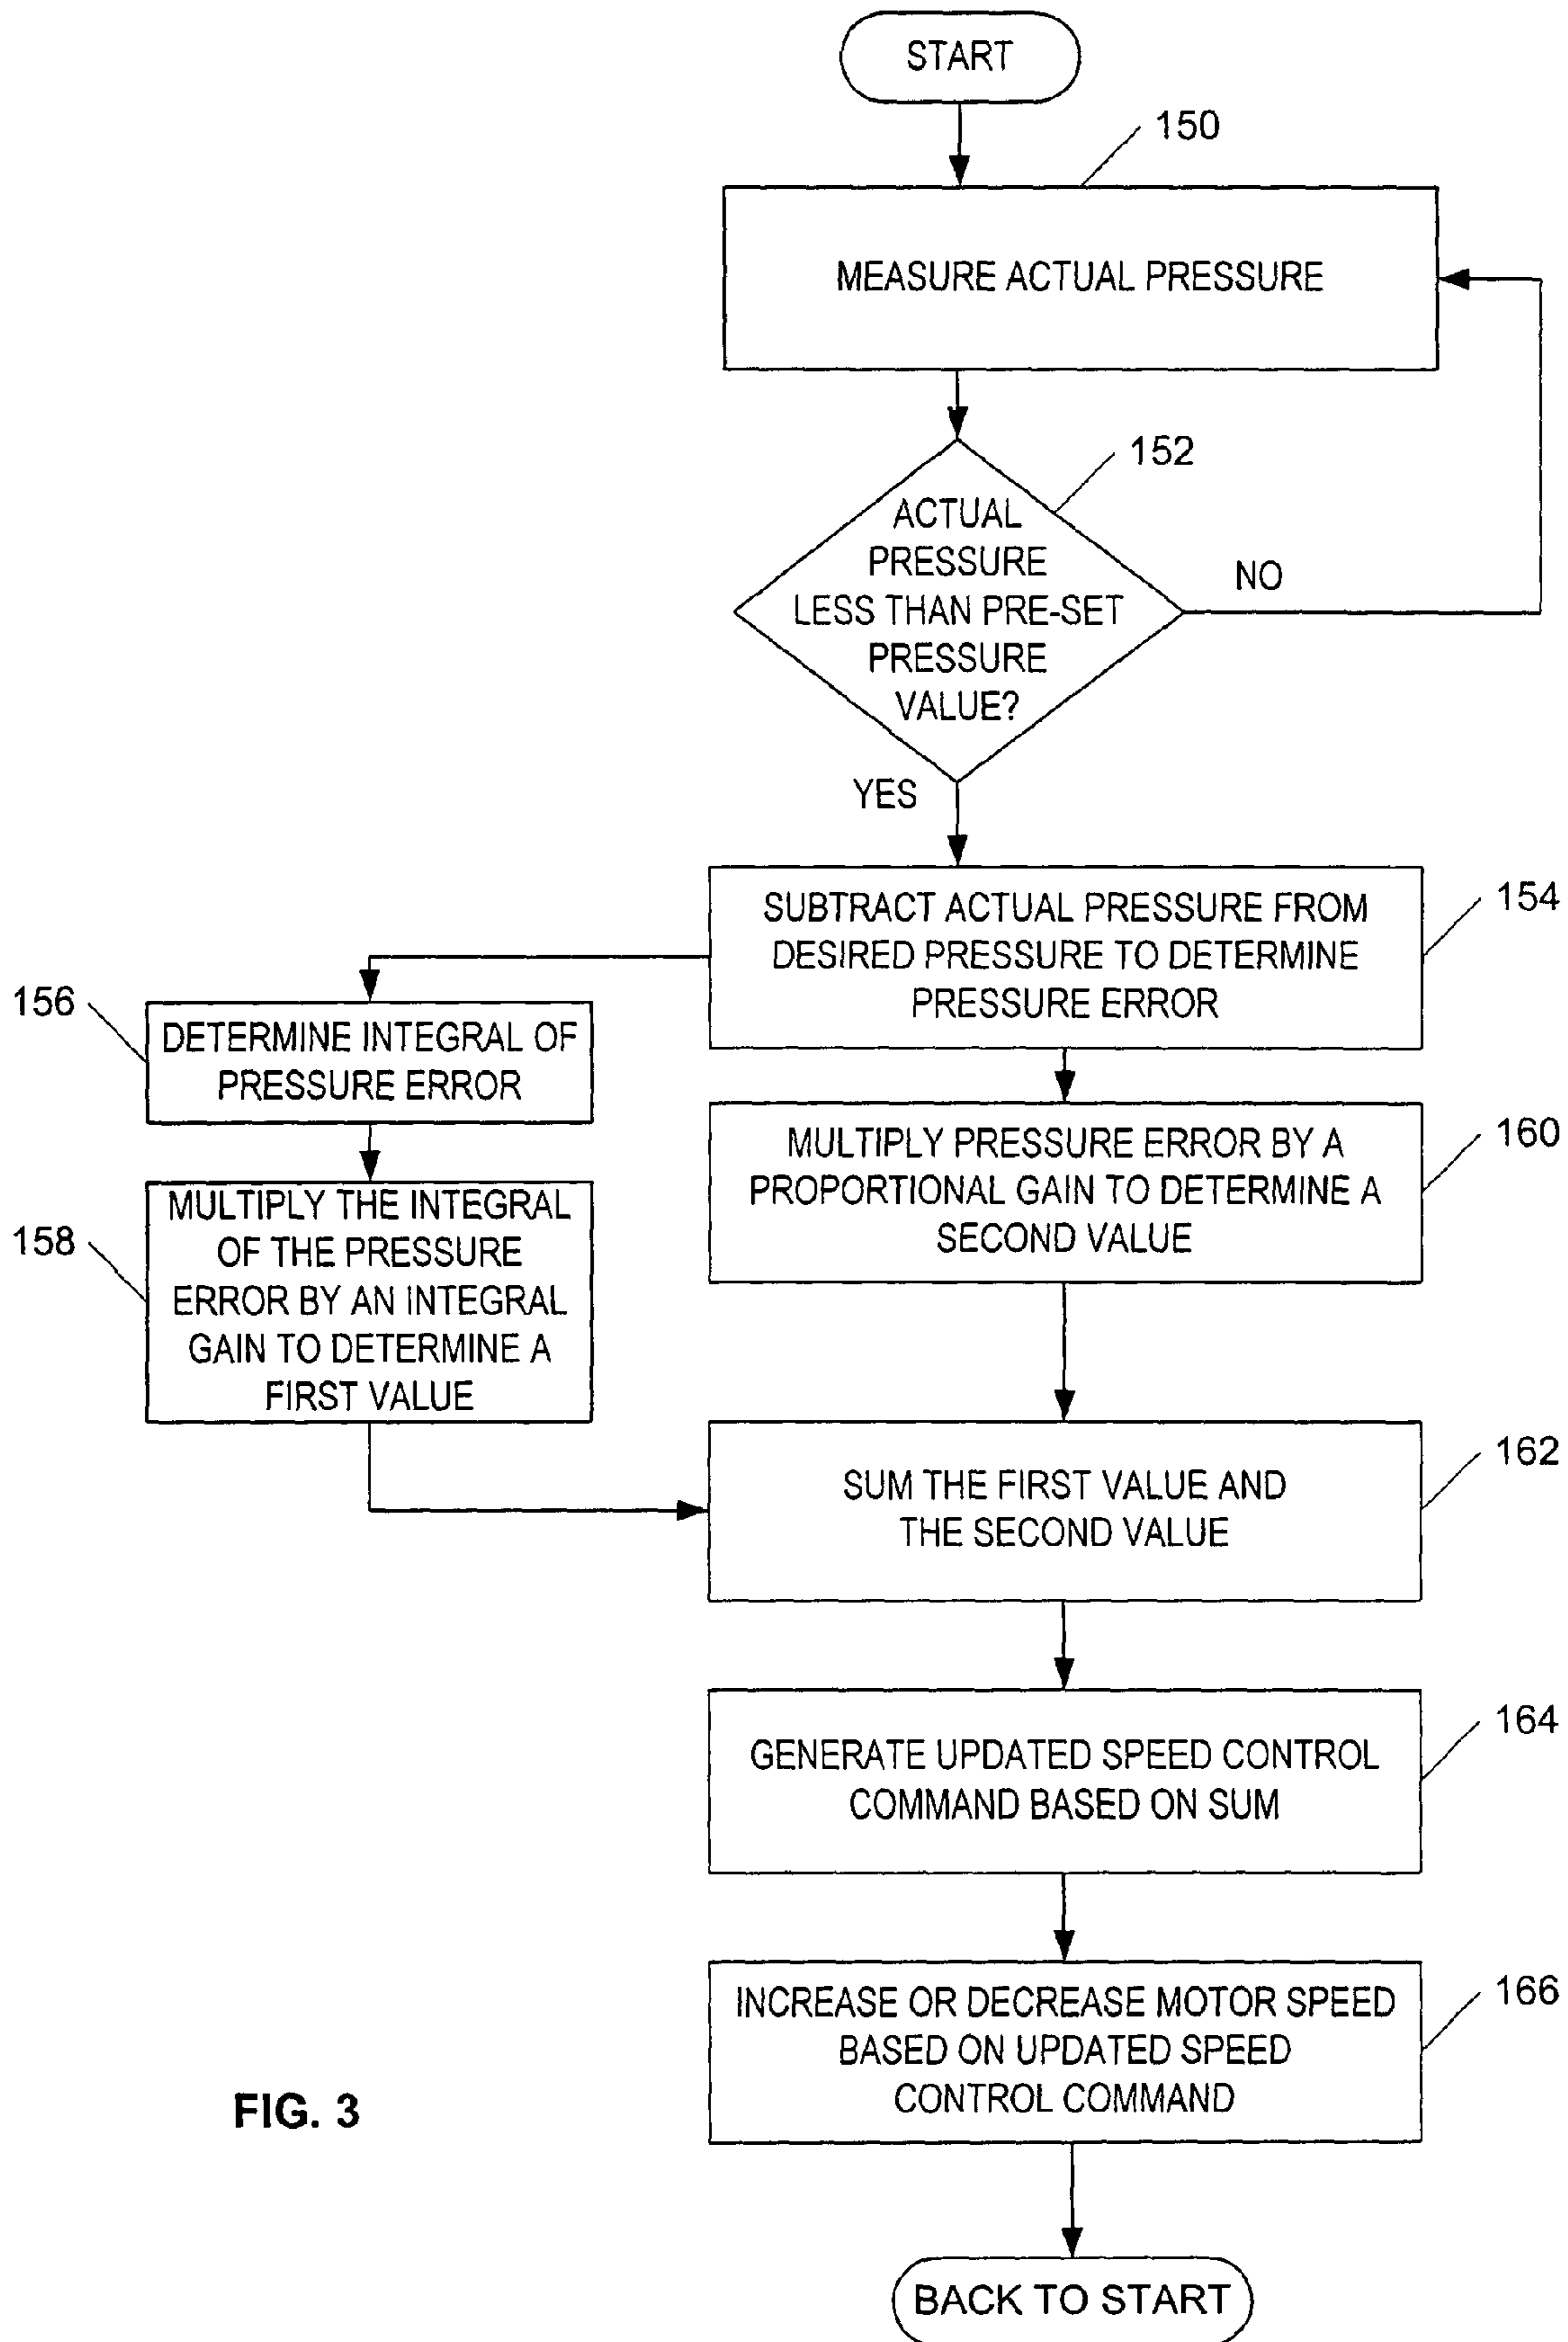 START
150
MEASURE ACTUAL PRESSURE
152
ACTUAL
PRESSURE
LESS THAN PRE-SET
PRESSURE
VALUE?
NO
YES
SUBTRACT ACTUAL PRESSURE FROM
DESIRED PRESSURE TO DETERMINE
PRESSURE ERROR
154
156
DETERMINE INTEGRAL OF
PRESSURE ERROR
MULTIPLY PRESSURE ERROR BY A
PROPORTIONAL GAIN TO DETERMINE A
SECOND VALUE
160
158
MULTIPLY THE INTEGRAL
OF THE PRESSURE
ERROR BY AN INTEGRAL
GAIN TO DETERMINE A
FIRST VALUE
SUM THE FIRST VALUE AND
THE SECOND VALUE
162
GENERATE UPDATED SPEED CONTROL
COMMAND BASED ON SUM
164
INCREASE OR DECREASE MOTOR SPEED
BASED ON UPDATED SPEED
CONTROL COMMAND
166
FIG. 3
BACK TO START